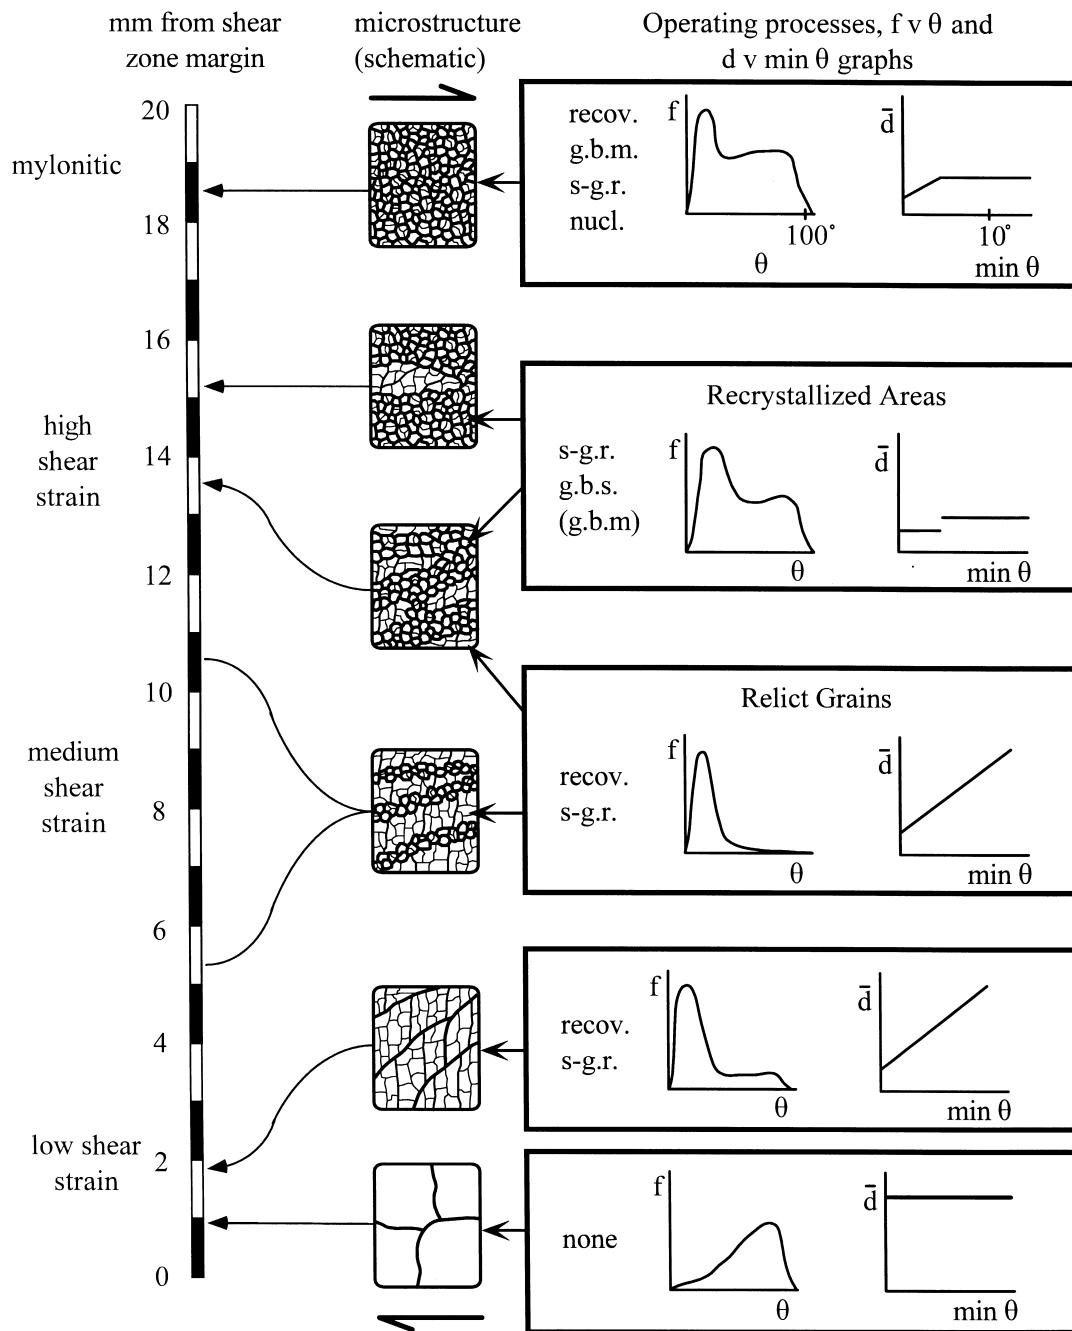 mm from shear
zone margin
microstructure
(schematic)
Operating processes, f v θ and
d v min θ graphs
20
18
16
14
12
10
8
6
4
2
0
mylonitic
high
shear
strain
medium
shear
strain
low shear
strain
recov.
g.b.m.
s-g.r.
nucl.
f
100°
θ
d̄
10°
min θ
Recrystallized Areas
s-g.r.
g.b.s.
(g.b.m)
f
θ
d̄
min θ
Relict Grains
recov.
s-g.r.
f
θ
d̄
min θ
recov.
s-g.r.
f
θ
d̄
min θ
none
f
θ
d̄
min θ